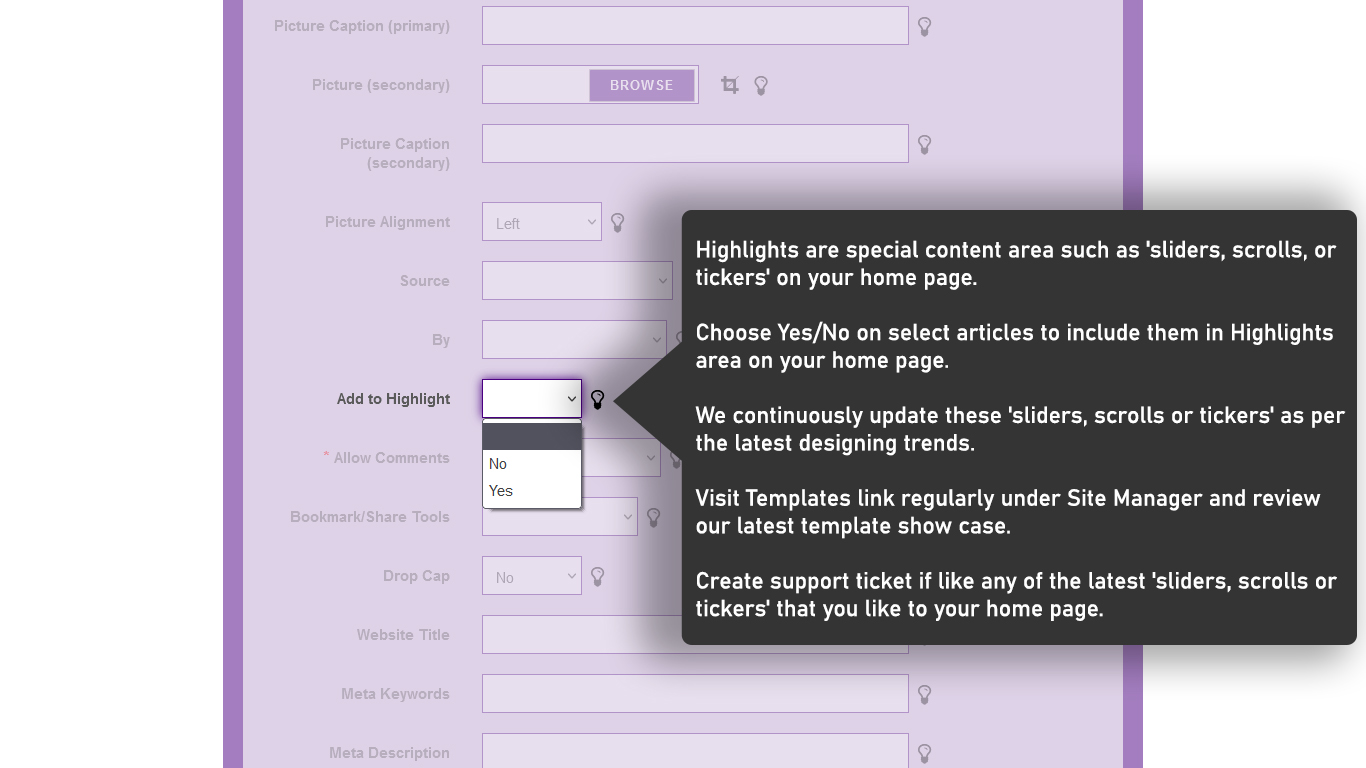 Picture Caption (primary)
Picture (secondary)
BROWSE
Picture Caption
(secondary)
Picture Alignment
Left
Source
By
Add to Highlight
No
Yes
* Allow Comments
Bookmark/Share Tools
Drop Cap
No
Website Title
Meta Keywords
Meta Description
Highlights are special content area such as 'sliders, scrolls, or
tickers' on your home page.
Choose Yes/No on select articles to include them in Highlights
area on your home page.
We continuously update these 'sliders, scrolls or tickers' as per
the latest designing trends.
Visit Templates link regularly under Site Manager and review
our latest template show case.
Create support ticket if like any of the latest 'sliders, scrolls or
tickers' that you like to your home page.